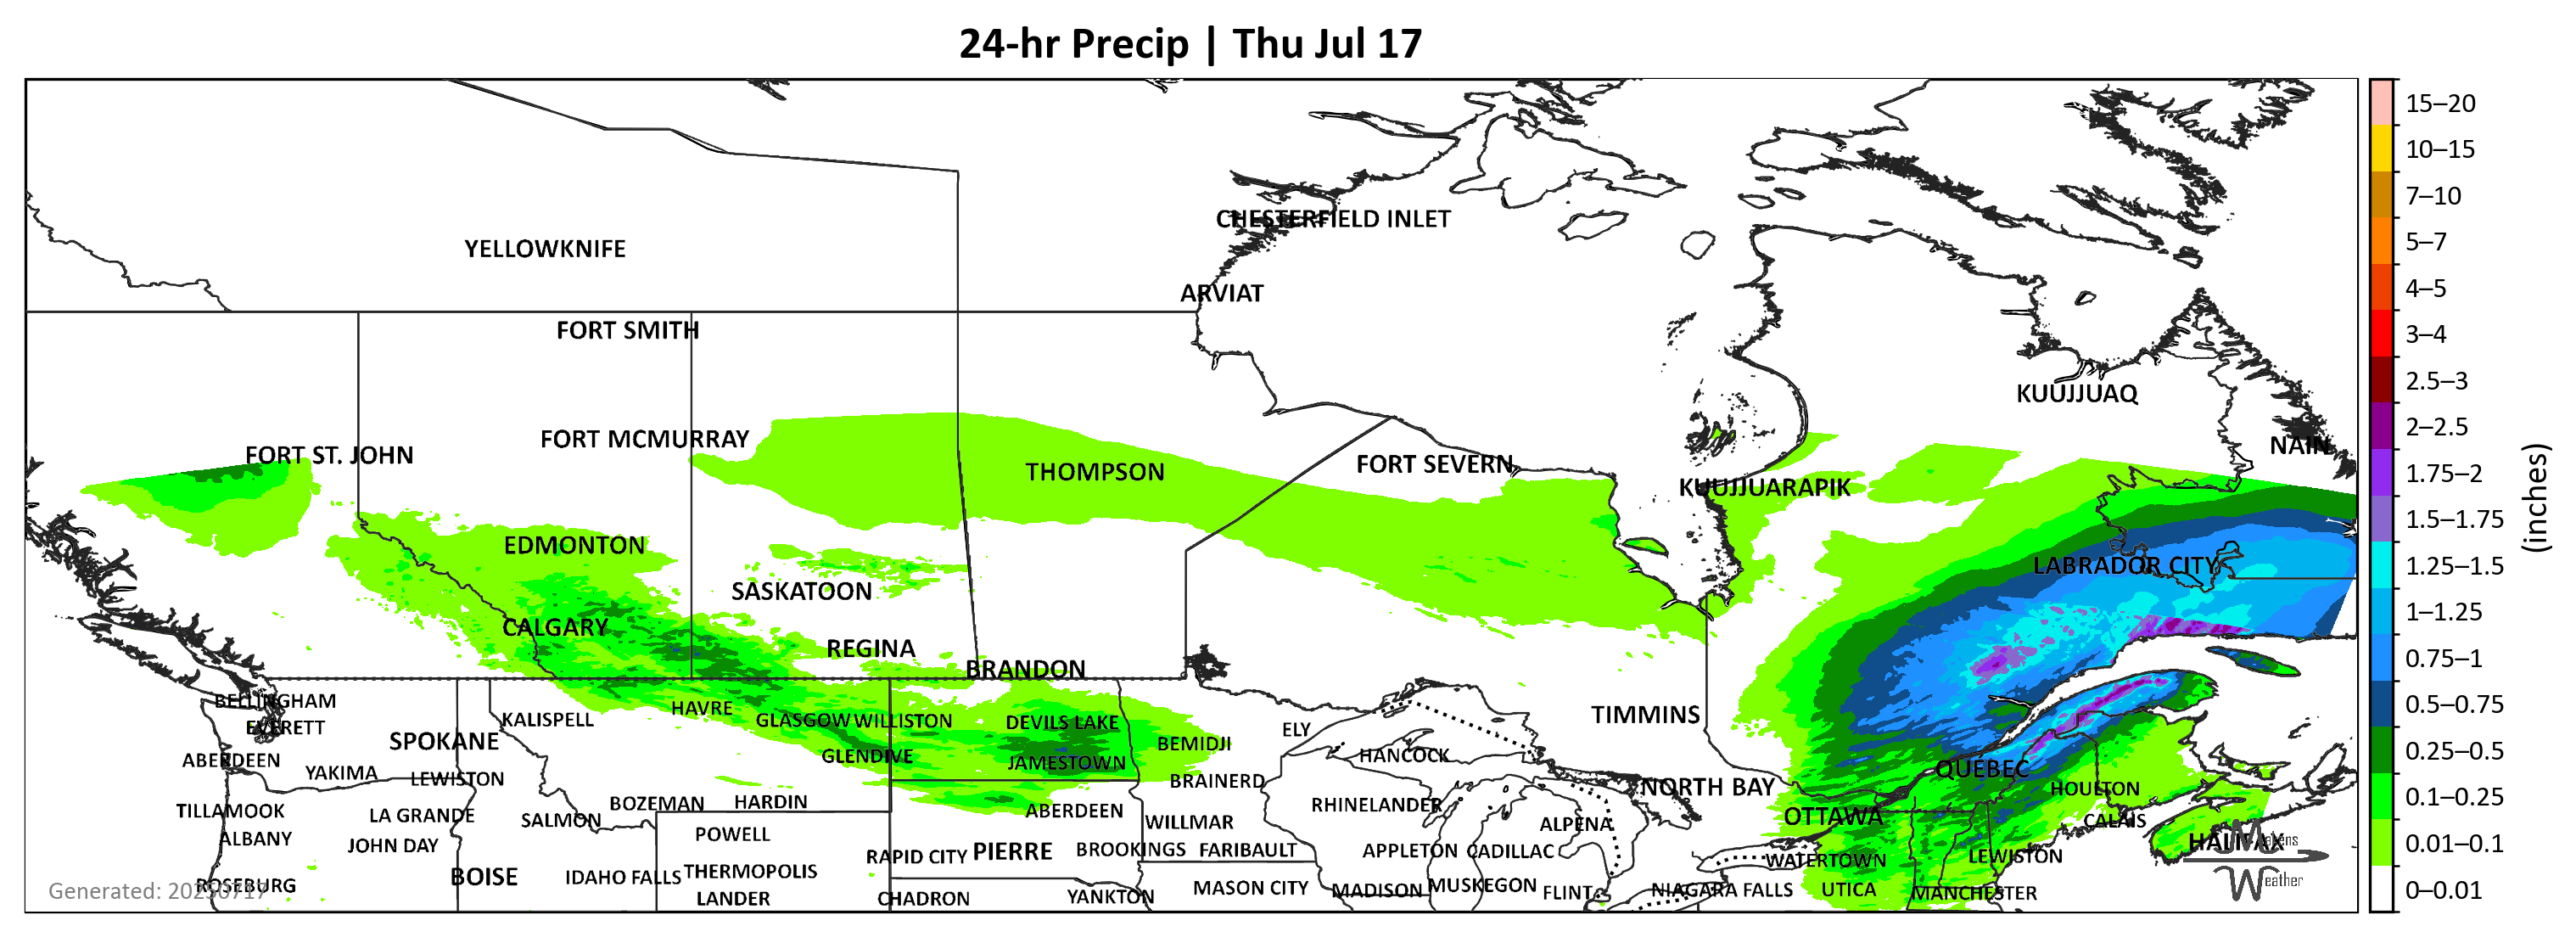 24-hr Precip | Thu Jul 17
CHESTERFIELD INLET
YELLOWKNIFE
ARVIAT
FORT SMITH
KUUJJUAQ
FORT MCMURRAY
NAIN
FORT ST. JOHN
THOMPSON
FORT SEVERN
KUUJJUARAPIK
EDMONTON
LABRADOR CITY
SASKATOON
CALGARY
REGINA
BRANDON
BELLINGHAM
HAVRE
KALISPELL
GLASGOW
WILLISTON
DEVILS LAKE
TIMMINS
EVERETT
ELY
SPOKANE
BEMIDJI
GLENDIVE
HANCOCK
ABERDEEN
JAMESTOWN
QUEBEC
YAKIMA
LEWISTON
BRAINERD
NORTH BAY
HOULTON
BOZEMAN
HARDIN
RHINELANDER
TILLAMOOK
LA GRANDE
ABERDEEN
OTTAWA
SALMON
WILLMAR
ALPENA
CALAIS
POWELL
ALBANY
JOHN DAY
HALIFAX
Matens
Weather
RAPID CITY
PIERRE
BROOKINGS
FARIBAULT
APPLETON
CADILLAC
LEWISTON
WATERTOWN
BOISE
IDAHO FALLS
THERMOPOLIS
ROSEBURG
Generated: 20250717
MASON CITY
MADISON
MUSKEGON
FLINT
NIAGARA FALLS
UTICA
MANCHESTER
LANDER
CHADRON
YANKTON
15–20
10–15
7–10
5–7
4–5
3–4
2.5–3
2–2.5
1.75–2
1.5–1.75
1.25–1.5
1–1.25
0.75–1
0.5–0.75
0.25–0.5
0.1–0.25
0.01–0.1
0–0.01
(inches)